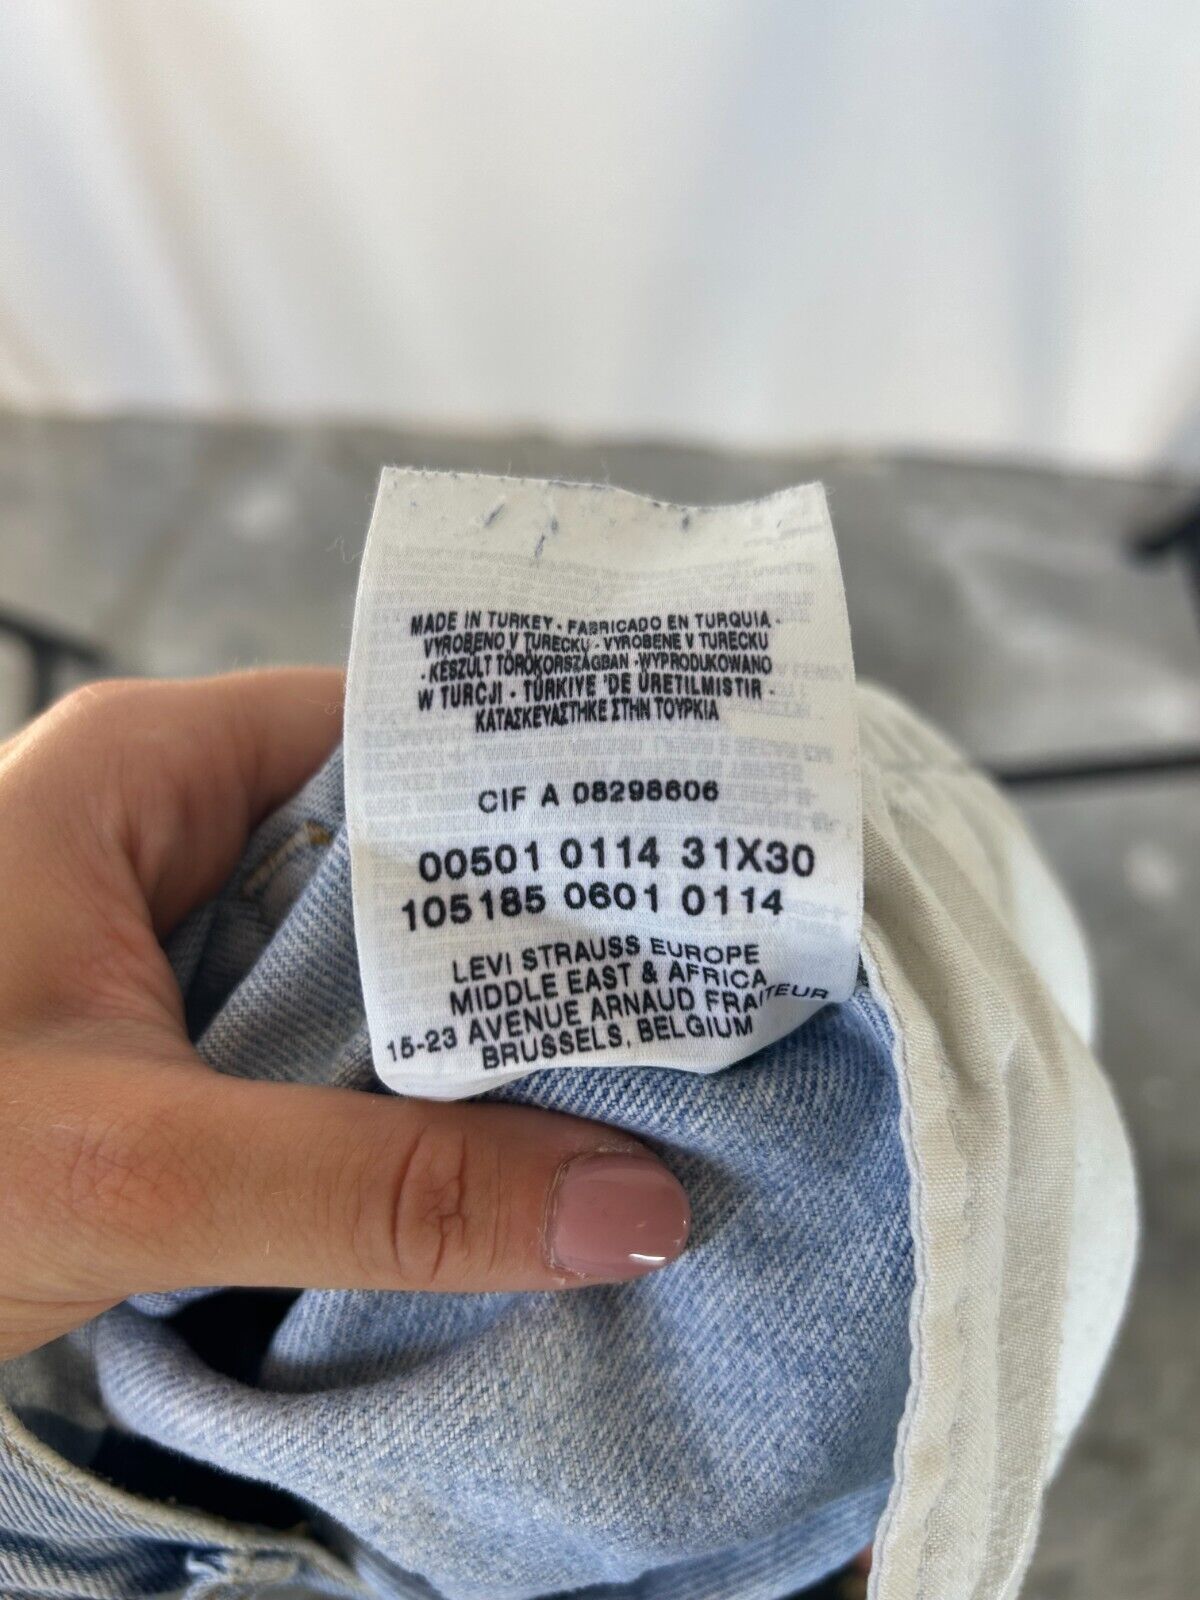 MADE IN TURKEY - FABRICADO EN TURQUIA -
VYROBENO V TURECKU - VYROBENE V TURECKU
- KESZULT TÖRÖKORSZÁGBAN - WYPRODUKOWANO
W TURCJI - TÜRKIYE 'DE ÜRETILMISTIR -
ΚΑΤΑΣΚΕΥΑΣΤΗΚΕ ΣΤΗΝ ΤΟΥΡΚΙΑ
CIF A 08298606
00501 0114 31X30
105185 0601 0114
LEVI STRAUSS EUROPE
MIDDLE EAST & AFRICA
15-23 AVENUE ARNAUD FRAITEUR
BRUSSELS, BELGIUM